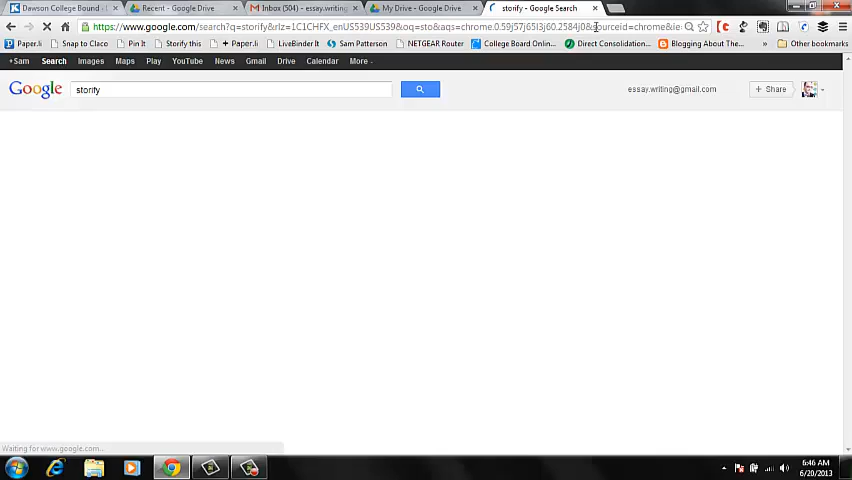 Dawson College Bound -
Recent - Google Drive
Inbox (504) - essay.writing
My Drive - Google Drive
storify - Google Search
https://www.google.com/search?q=storify&rlz=1C1CHFX_enUS539US539&oq=sto&aqs=chrome.0.59j57j65l3j60.2584j0&sourceid=chrome&ie=
Paper.li
Snap to Claco
Pin It
Storify this
+ Paper.li
LiveBinder It
Sam Patterson
NETGEAR Router
College Board Online...
Direct Consolidation...
Blogging About The...
»
Other bookmarks
+Sam
Search
Images
Maps
Play
YouTube
News
Gmail
Drive
Calendar
More
Google
storify
essay.writing@gmail.com
+ Share
Waiting for www.google.com...
6:46 AM
6/20/2013